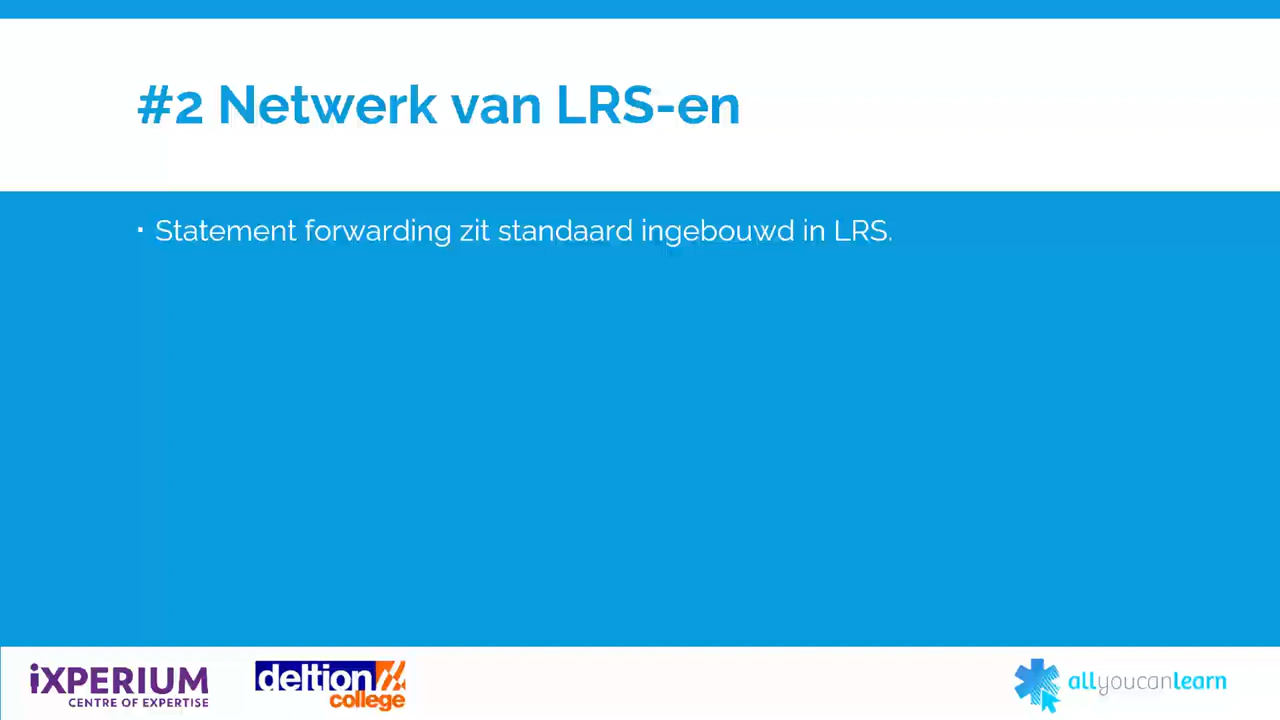 #2 Netwerk van LRS-en
· Statement forwarding zit standaard ingebouwd in LRS.
iXPERIUM
CENTRE OF EXPERTISE
deltion
college
allyoucanlearn